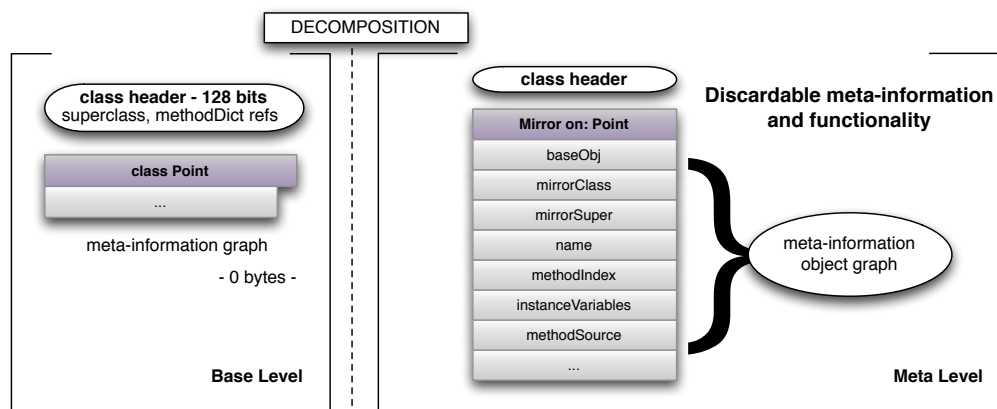 DECOMPOSITION
class header - 128 bits
superclass, methodDict refs
class Point
...
meta-information graph
- 0 bytes -
Base Level
class header
Mirror on: Point
baseObj
mirrorClass
mirrorSuper
name
methodIndex
instanceVariables
methodSource
...
Discardable meta-information
and functionality
meta-information
object graph
Meta Level